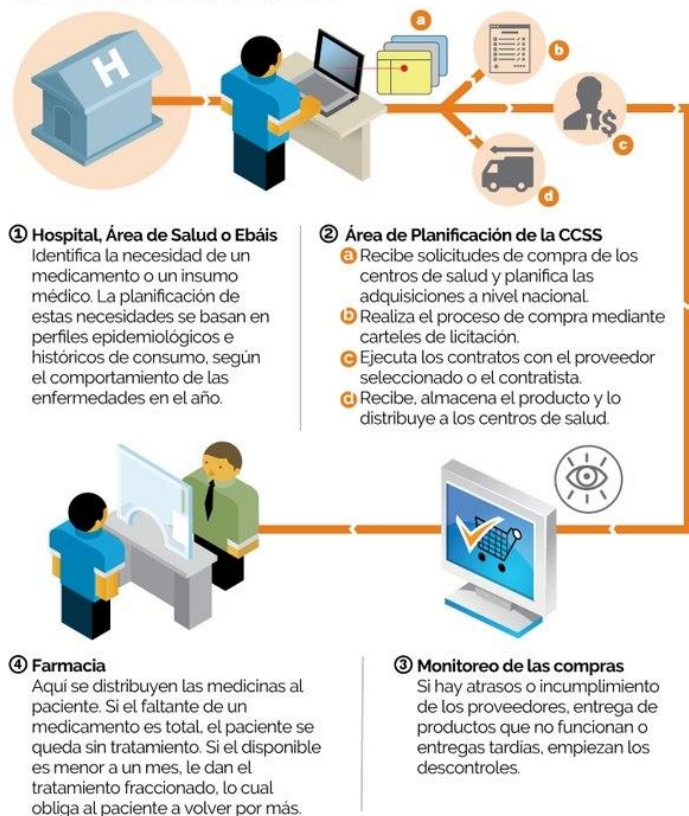 H
a
b
c
$
d
① Hospital, Área de Salud o Ebáis
Identifica la necesidad de un
medicamento o un insumo
médico. La planificación de
estas necesidades se basan en
perfiles epidemiológicos e
históricos de consumo, según
el comportamiento de las
enfermedades en el año.
② Área de Planificación de la CCSS
a Recibe solicitudes de compra de los
centros de salud y planifica las
adquisiciones a nivel nacional.
b Realiza el proceso de compra mediante
carteles de licitación.
c Ejecuta los contratos con el proveedor
seleccionado o el contratista.
d Recibe, almacena el producto y lo
distribuye a los centros de salud.
③ Monitoreo de las compras
Si hay atrasos o incumplimiento
de los proveedores, entrega de
productos que no funcionan o
entregas tardías, empiezan los
descontroles.
④ Farmacia
Aquí se distribuyen las medicinas al
paciente. Si el faltante de un
medicamento es total, el paciente se
queda sin tratamiento. Si el disponible
es menor a un mes, le dan el
tratamiento fraccionado, lo cual
obliga al paciente a volver por más.